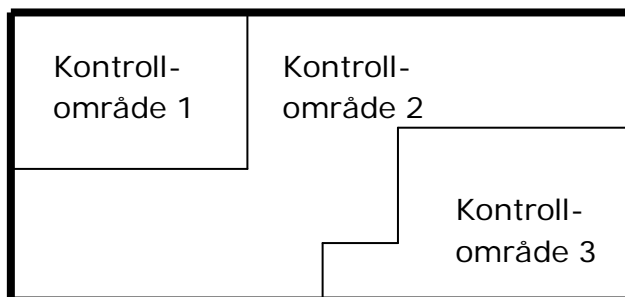 Kontroll-
område 1
Kontroll-
område 2
Kontroll-
område 3